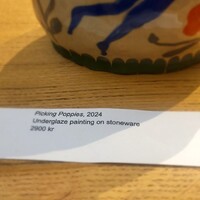 Picking Poppies, 2024
Underglaze painting on stoneware
2900 kr